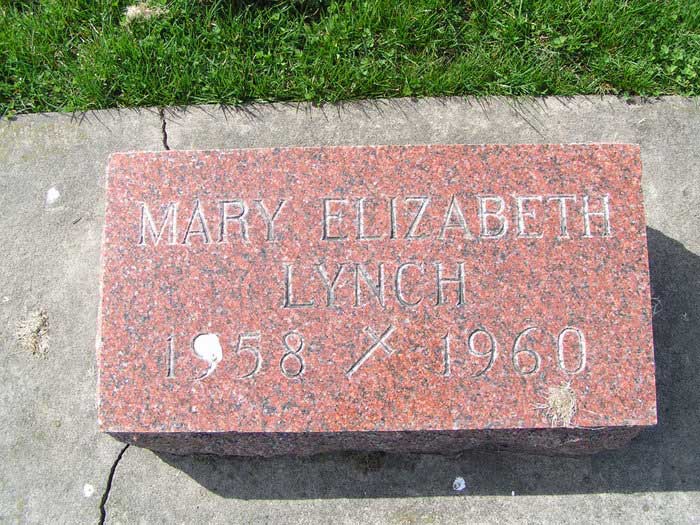 MARY ELIZABETH
LYNCH
1958 1960